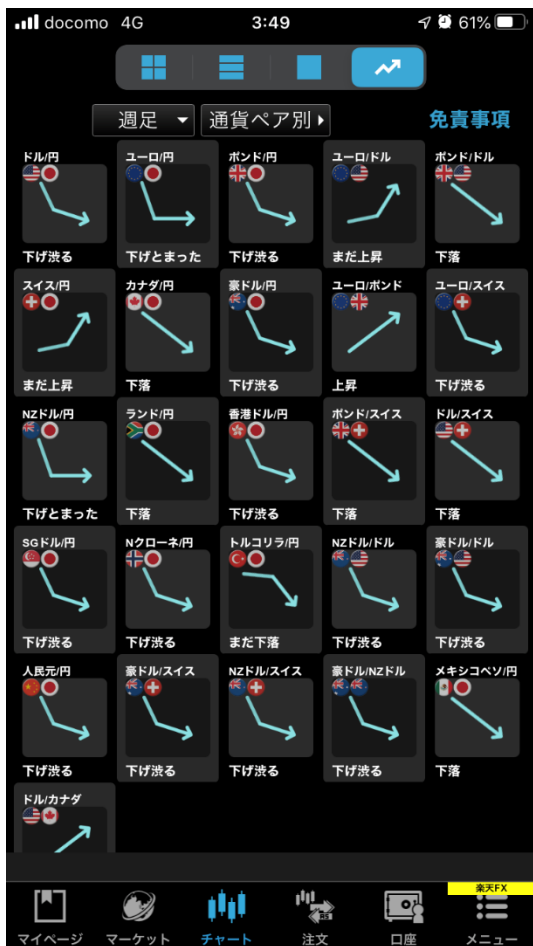 docomo 4G 3:49 61%
週足 通貨ペア別 免責事項
ドル/円 ユーロ/円 ポンド/円 ユーロ/ドル ポンド/ドル
下げ渋る 下げとまった 下げ渋る まだ上昇 下落
スイス/円 カナダ/円 豪ドル/円 ユーロ/ポンド ユーロ/スイス
まだ上昇 下落 下げ渋る 上昇 下げ渋る
NZドル/円 ランド/円 香港ドル/円 ポンド/スイス ドル/スイス
下げとまった 下落 下げ渋る 下落 下落
SGドル/円 Nクローネ/円 トルコリラ/円 NZドル/ドル 豪ドル/ドル
下げ渋る 下げ渋る まだ下落 下げ渋る 下げ渋る
人民元/円 豪ドル/スイス NZドル/スイス 豪ドル/NZドル メキシコペソ/円
下げ渋る 下げ渋る 下げ渋る 下げ渋る 下落
ドル/カナダ
楽天FX
マイページ マーケット チャート 注文 口座 メニュー